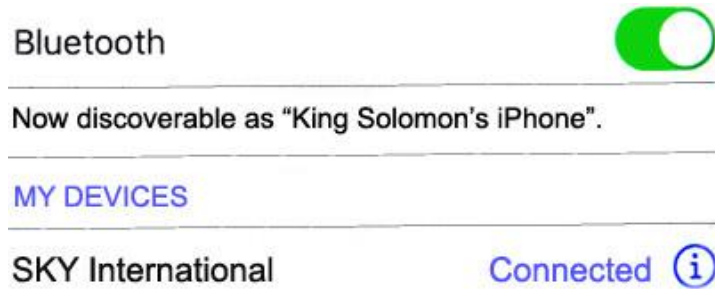 Bluetooth
Now discoverable as “King Solomon’s iPhone”.
MY DEVICES
SKY International Connected